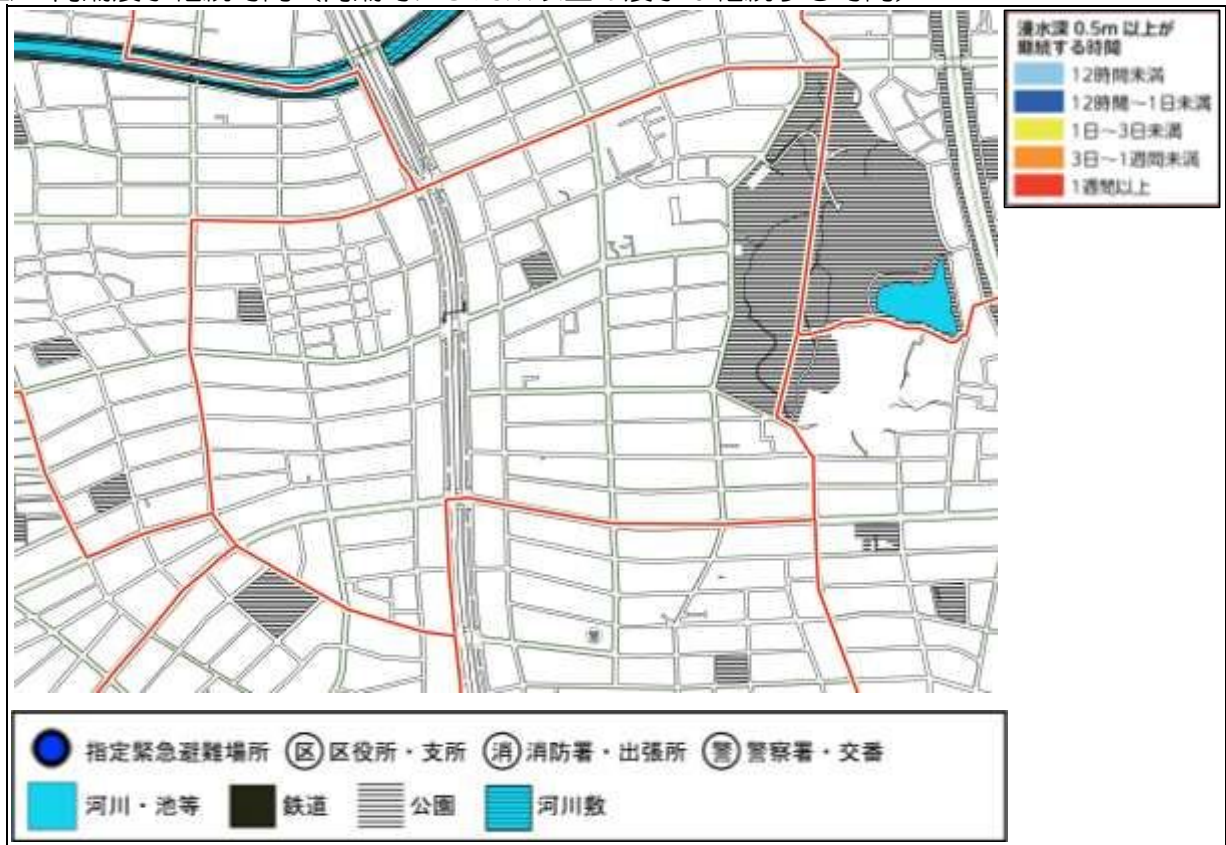 浸水深 0.5m 以上が
継続する時間
12時間未満
12時間～1日未満
1日～3日未満
3日～1週間未満
1週間以上
指定緊急避難場所 区 区役所・支所 消 消防署・出張所 警 警察署・交番
河川・池等 鉄道 公園 河川敷